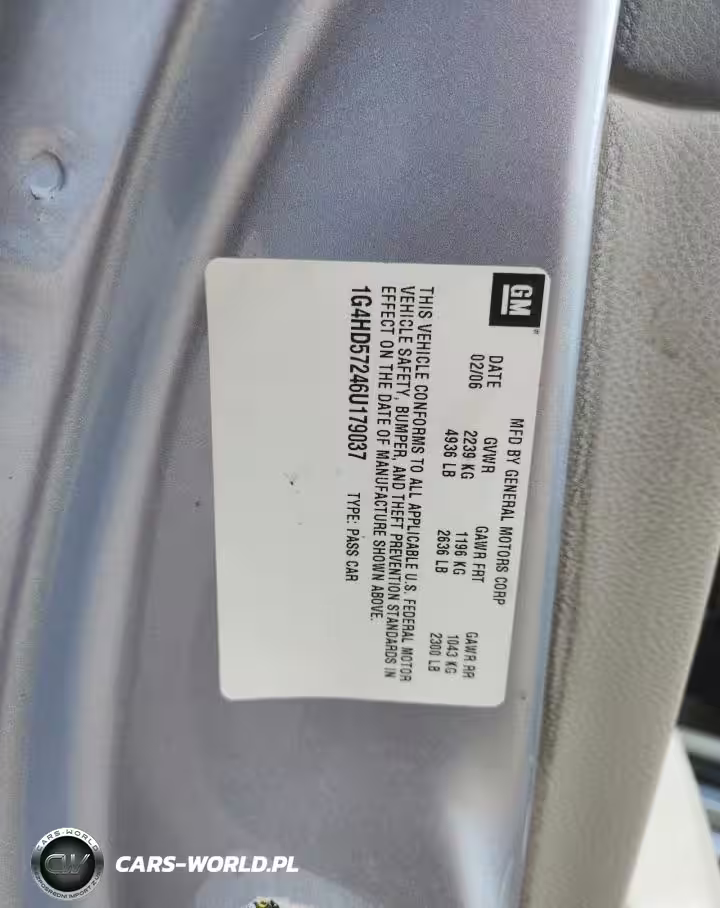 GM
MFD BY GENERAL MOTORS CORP
DATE GVWR GAWR FRT GAWR RR
02/06 2239 KG 1196 KG 1043 KG
4936 LB 2636 LB 2300 LB
THIS VEHICLE CONFORMS TO ALL APPLICABLE U.S. FEDERAL MOTOR
VEHICLE SAFETY, BUMPER, AND THEFT PREVENTION STANDARDS IN
EFFECT ON THE DATE OF MANUFACTURE SHOWN ABOVE.
1G4HD57246U179037 TYPE: PASS CAR
CARS-WORLD
CW
CARS-WORLD.PL